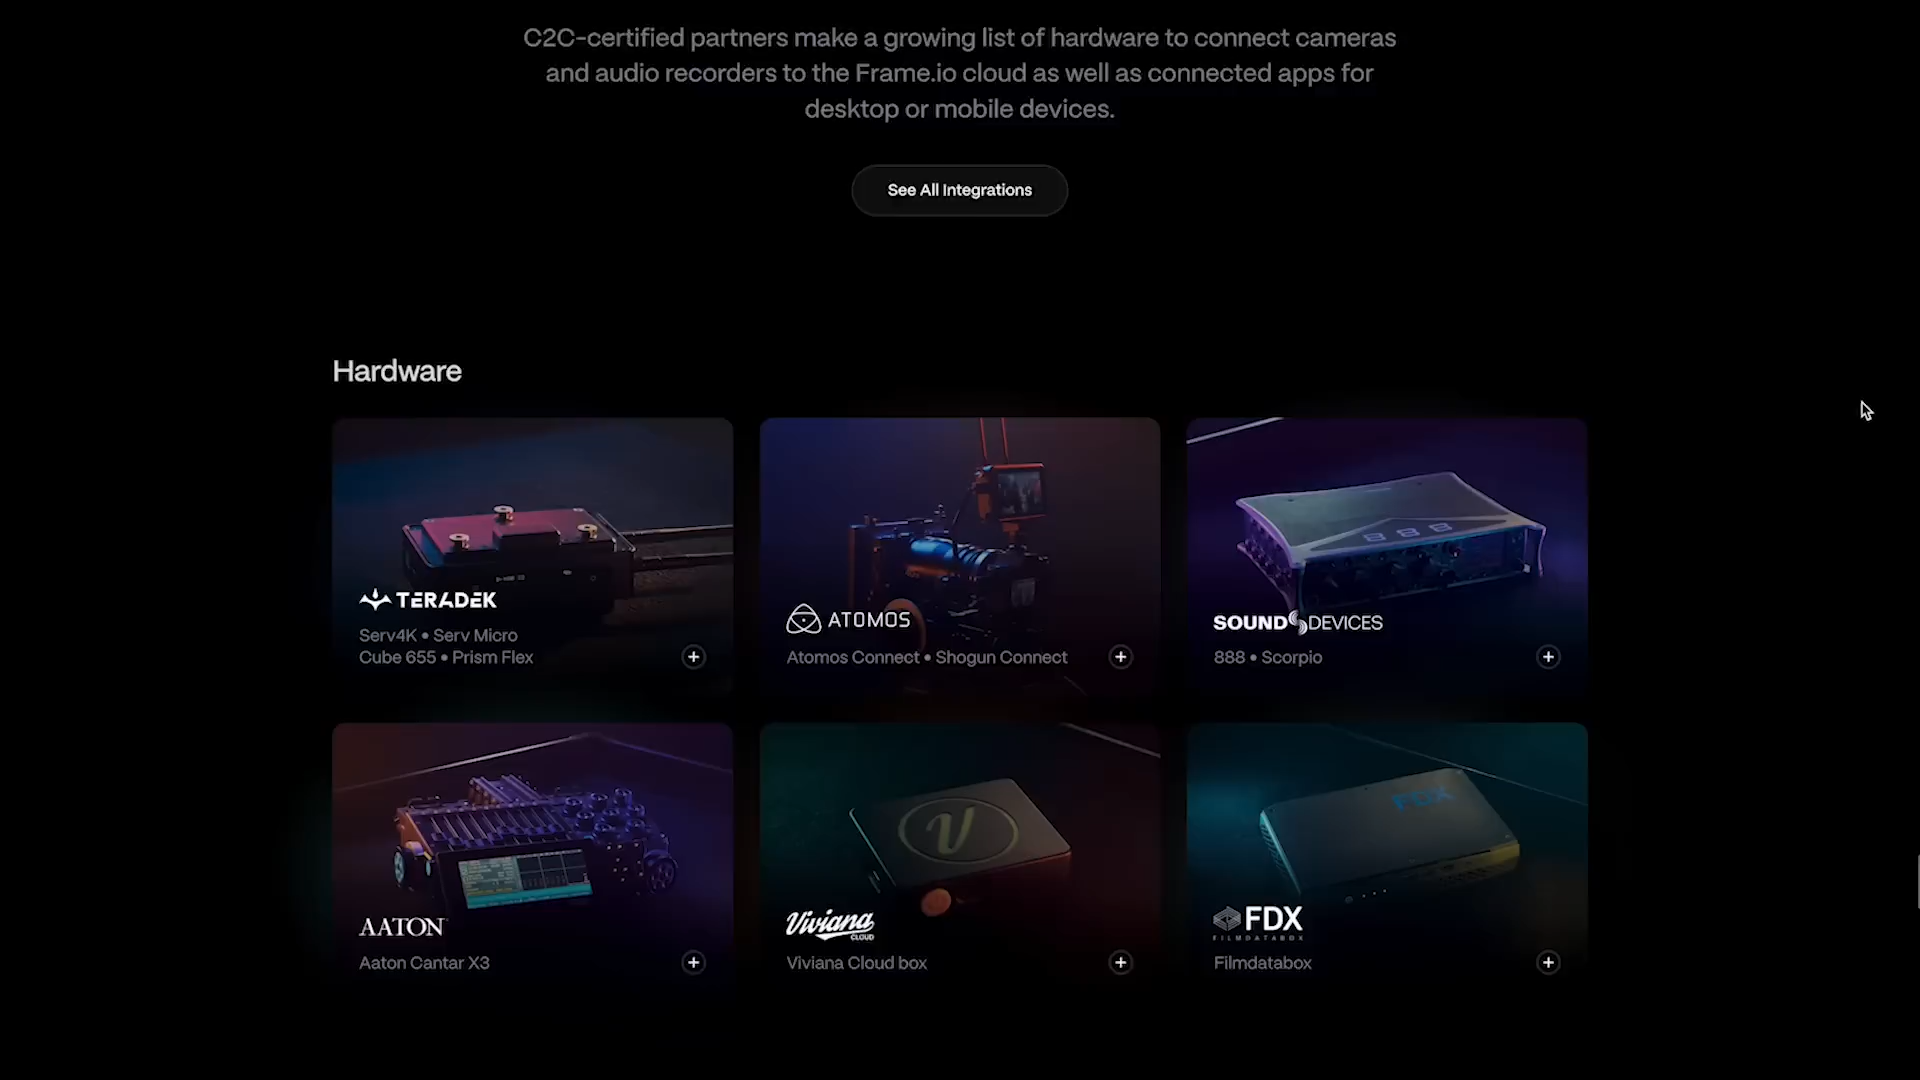 C2C-certified partners make a growing list of hardware to connect cameras
and audio recorders to the Frame.io cloud as well as connected apps for
desktop or mobile devices.
See All Integrations
Hardware
TERADEK
Serv4K • Serv Micro
Cube 655 • Prism Flex
ATOMOS
Atomos Connect • Shogun Connect
888
SOUND DEVICES
888 • Scorpio
AATON
Aaton Cantar X3
V
Viviana
CLOUD
Viviana Cloud box
FDX
FDX
FILMDATABOX
Filmdatabox